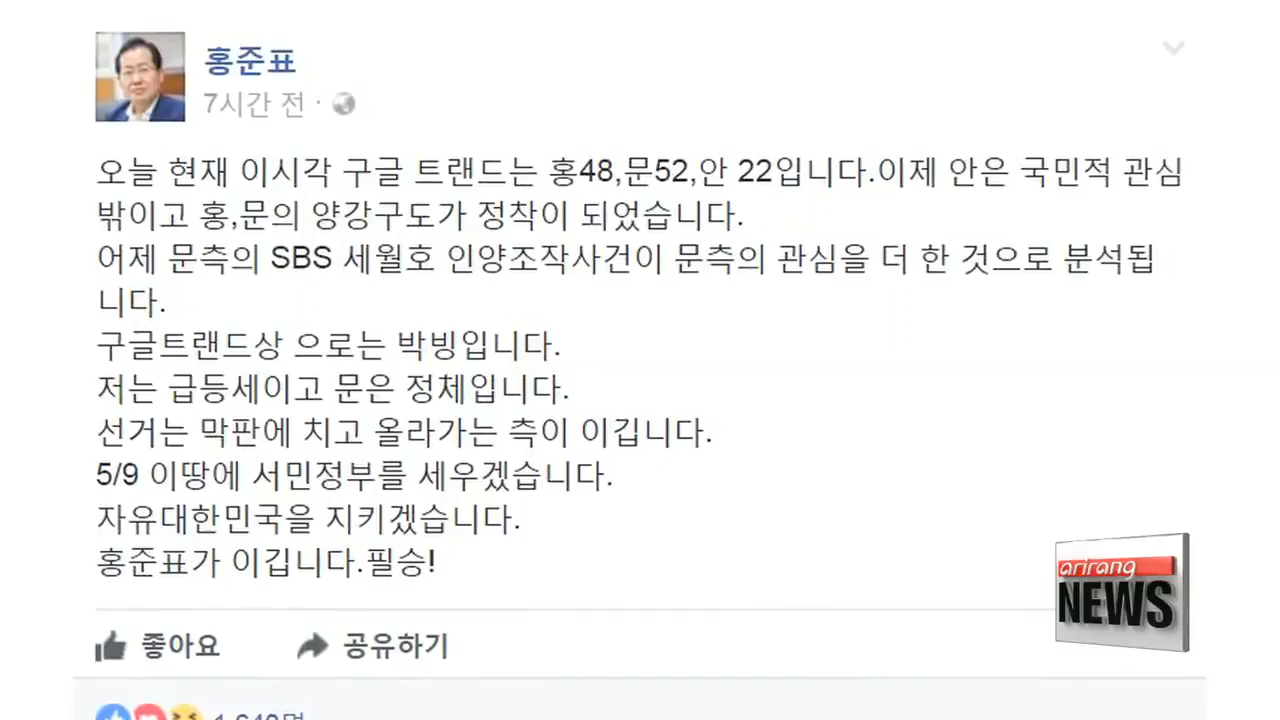 홍준표
7시간 전 ·
오늘 현재 이시각 구글 트랜드는 홍48,문52,안 22입니다.이제 안은 국민적 관심
밖이고 홍,문의 양강구도가 정착이 되었습니다.
어제 문측의 SBS 세월호 인양조작사건이 문측의 관심을 더 한 것으로 분석됩
니다.
구글트랜드상 으로는 박빙입니다.
저는 급등세이고 문은 정체입니다.
선거는 막판에 치고 올라가는 측이 이깁니다.
5/9 이땅에 서민정부를 세우겠습니다.
자유대한민국을 지키겠습니다.
홍준표가 이깁니다.필승!
arirang
NEWS
좋아요 공유하기